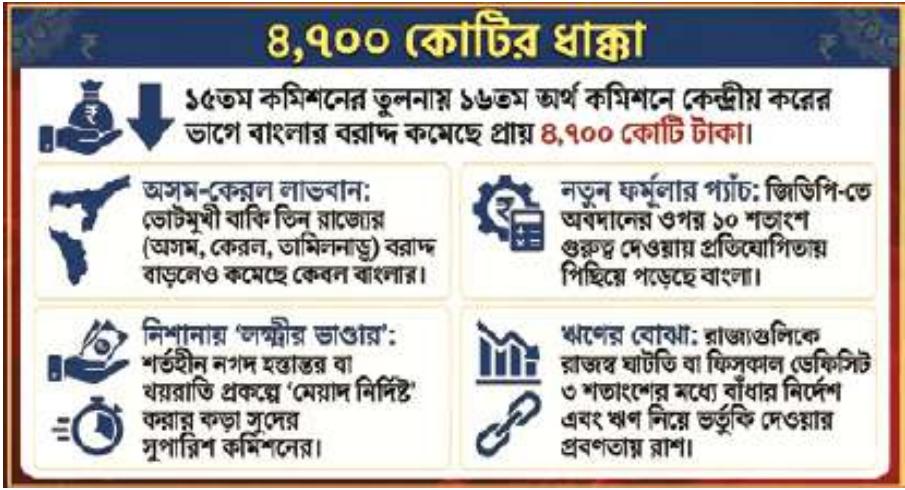 ৪,৭০০ কোটির ধাক্কা
১৫তম কমিশনের তুলনায় ১৬তম অর্থ কমিশনে কেন্দ্রীয় করের
ভাগে বাংলার বরাদ্দ কমেছে প্রায় ৪,৭০০ কোটি টাকা।
অসম-কেরল লাভবান:
ভোটমুখী বাকি তিন রাজ্যের
(অসম, কেরল, তামিলনাড়ু) বরাদ্দ
বাড়লেও কমেছে কেবল বাংলার।
নতুন ফর্মুলার প্যাঁচ: জিডিপি-তে
অবদানের ওপর ১০ শতাংশ
গুরুত্ব দেওয়ায় প্রতিযোগিতায়
পিছিয়ে পড়েছে বাংলা।
নিশানায় ‘লক্ষ্মীর ভাণ্ডার’:
শর্তহীন নগদ হস্তান্তর বা
খয়রাতি প্রকল্পে ‘মেয়াদ নির্দিষ্ট’
করার কড়া সুদের
সুপারিশ কমিশনের।
ঋণের বোঝা: রাজ্যগুলিকে
রাজস্ব ঘাটতি বা ফিসকাল ডেফিসিট
৩ শতাংশের মধ্যে বাঁধার নির্দেশ
এবং ঋণ নিয়ে ভর্তুকি দেওয়ার
প্রবণতায় রাশ।